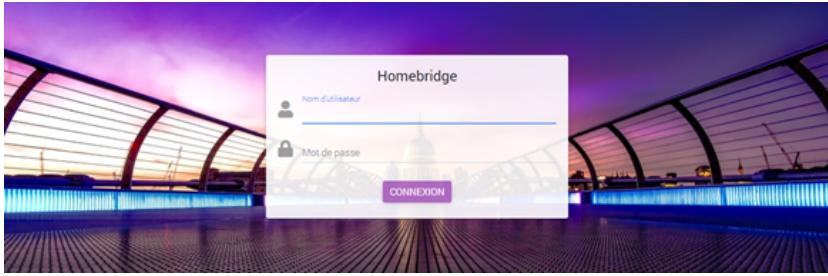 Homebridge
Nom d'utilisateur
Mot de passe
CONNEXION